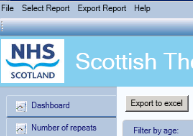 File Select Report Export Report Help
NHS
SCOTLAND
Scottish The
Dashboard
Export to excel
Number of repeats
Filter by age: